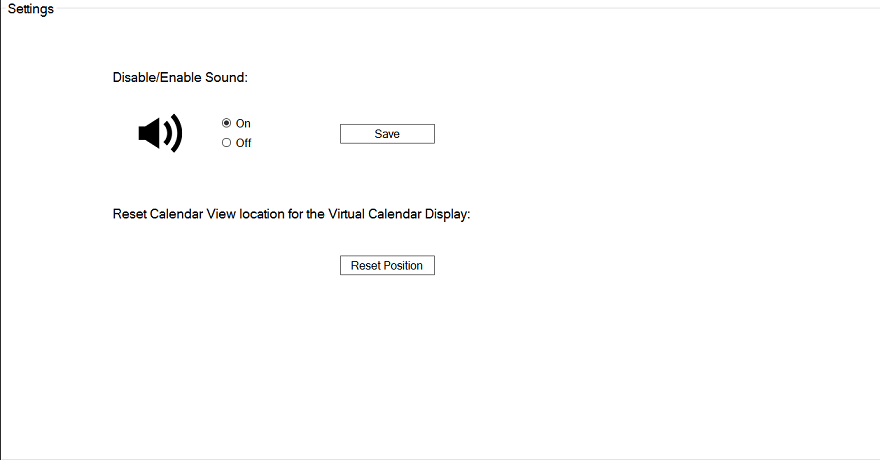 Settings
Disable/Enable Sound:
On
Off
Save
Reset Calendar View location for the Virtual Calendar Display:
Reset Position